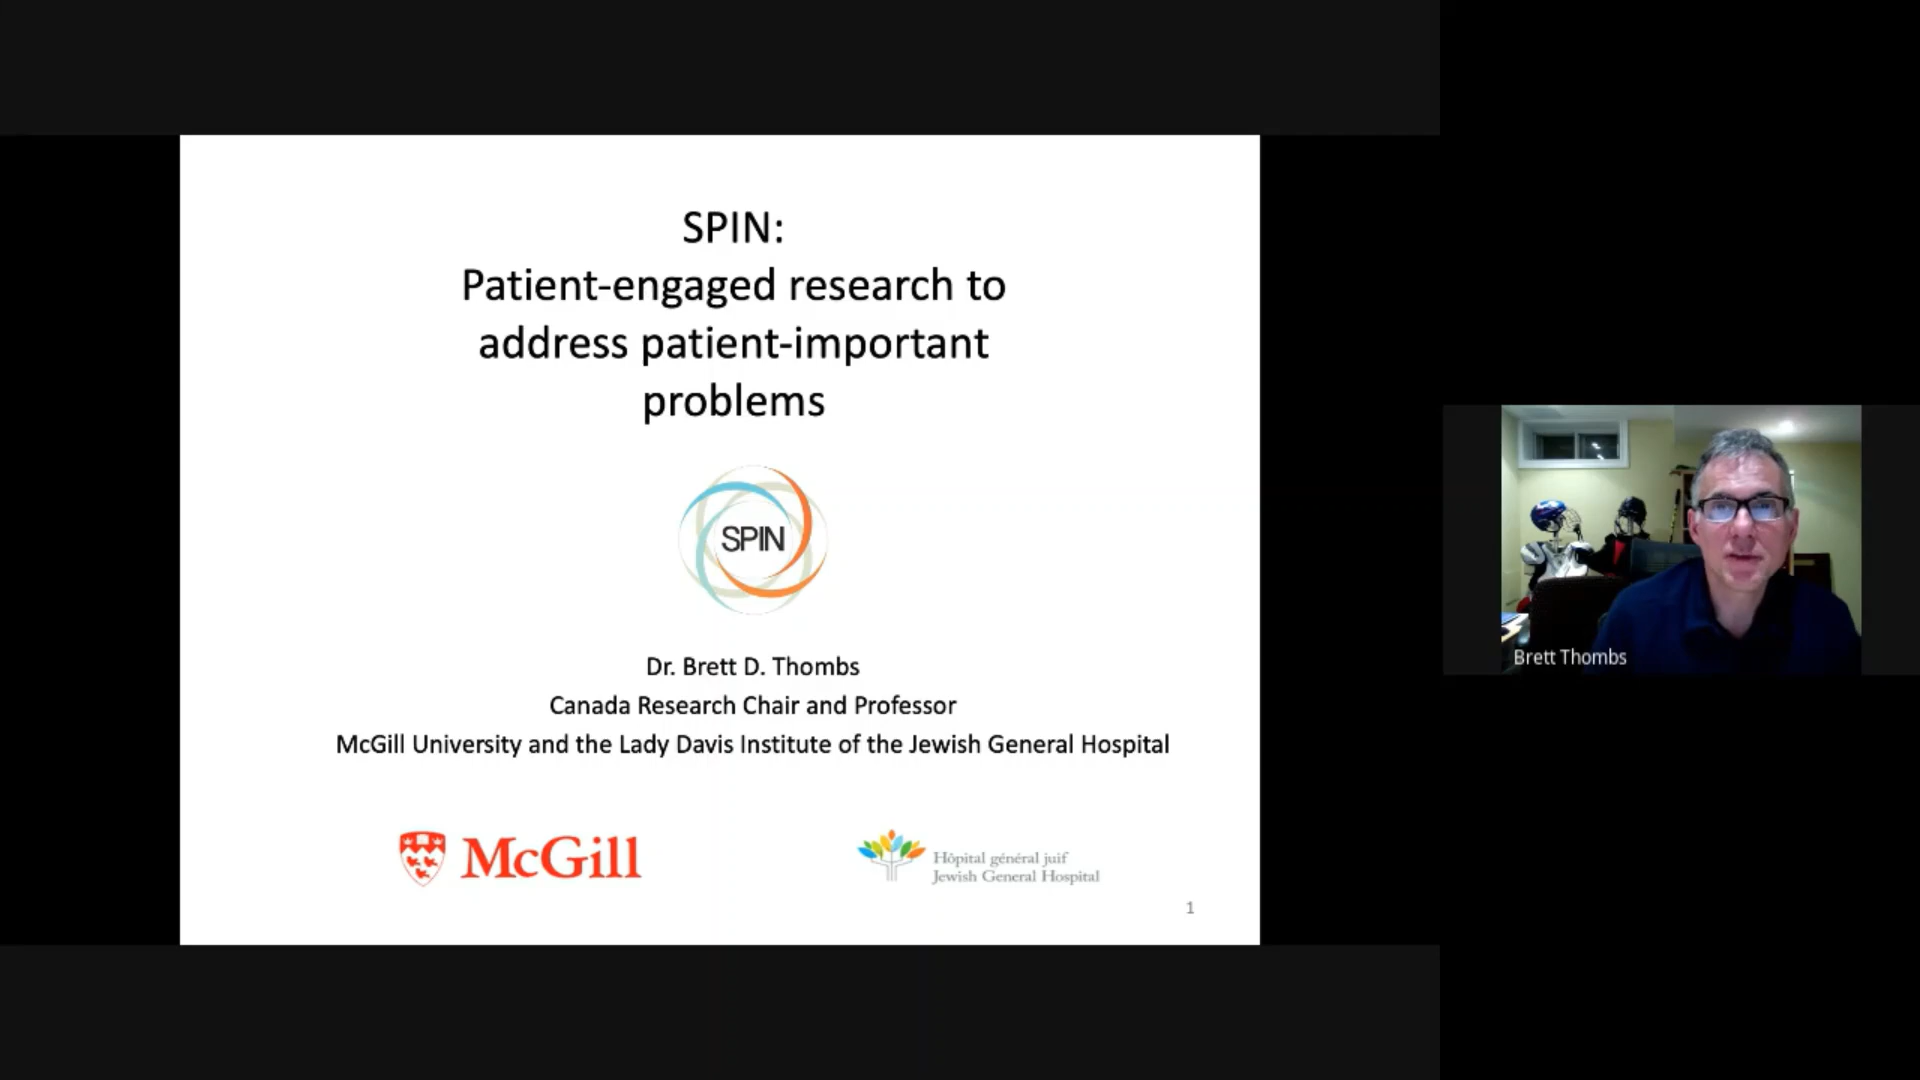 SPIN:
Patient-engaged research to
address patient-important
problems
SPIN
Dr. Brett D. Thombs
Canada Research Chair and Professor
McGill University and the Lady Davis Institute of the Jewish General Hospital
McGill
Hôpital général juif
Jewish General Hospital
1
Brett Thombs